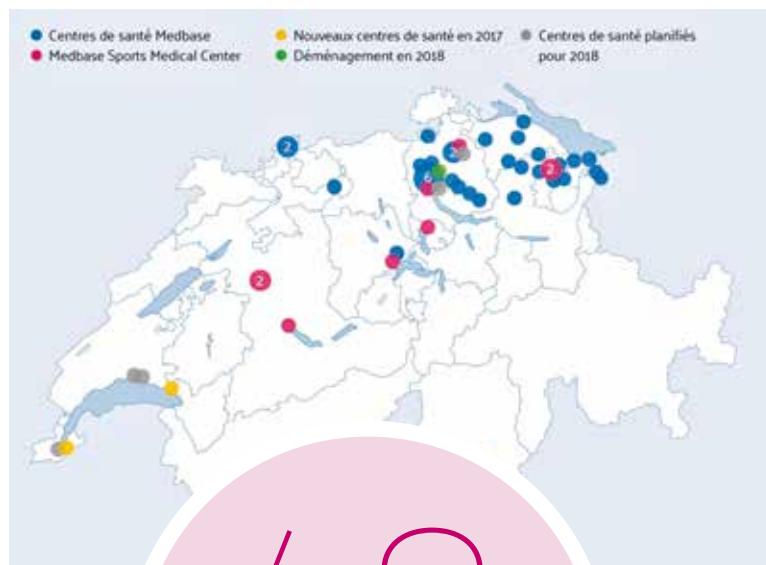 Centres de santé Medbase
Medbase Sports Medical Center
Nouveaux centres de santé en 2017
Déménagement en 2018
Centres de santé planifiés
pour 2018
2
2
6
2
2